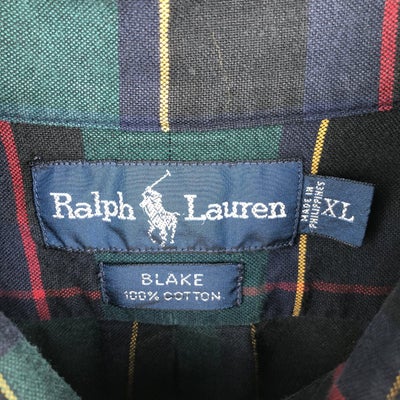 Ralph Lauren
MADE IN
PHILIPPINES
XL
BLAKE
100% COTTON